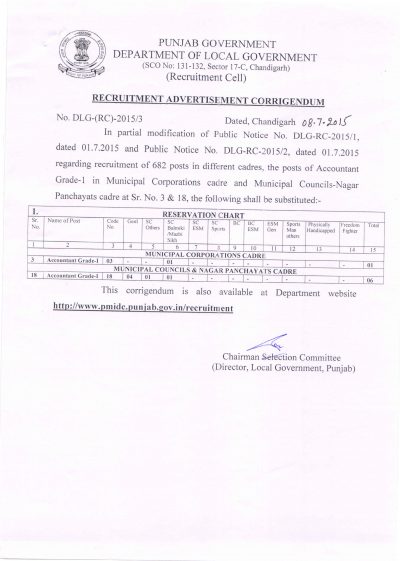 PUNJAB GOVERNMENT
DEPARTMENT OF LOCAL GOVERNMENT
(SCO No: 131-132, Sector 17-C, Chandigarh)
(Recruitment Cell)
RECRUITMENT ADVERTISEMENT CORRIGENDUM
No. DLG-(RC)-2015/3 Dated, Chandigarh 08.7.2015
In partial modification of Public Notice No. DLG-RC-2015/1,
dated 01.7.2015 and Public Notice No. DLG-RC-2015/2, dated 01.7.2015
regarding recruitment of 682 posts in different cadres, the posts of Accountant
Grade-1 in Municipal Corporations cadre and Municipal Councils-Nagar
Panchayats cadre at Sr. No. 3 & 18, the following shall be substituted:-
1. RESERVATION CHART
Sr. No. Name of Post Code No Genl SC Others SC Balmiki /Mazbi Sikh SC ESM SC Sports BC BC ESM ESM Gen Sports Man others Physically Handicapped Freedom Fighter Total
1 2 3 4 5 6 7 8 9 10 11 12 13 14 15
MUNICIPAL CORPORATIONS CADRE
3 Accountant Grade-I 03 - - 01 - - - - - - - - 01
MUNICIPAL COUNCILS & NAGAR PANCHAYATS CADRE
18 Accountant Grade-I 18 04 01 01 - - - - - - - - 06
This corrigendum is also available at Department website
http://www.pmidc.punjab.gov.in/recruitment
Chairman Selection Committee
(Director, Local Government, Punjab)